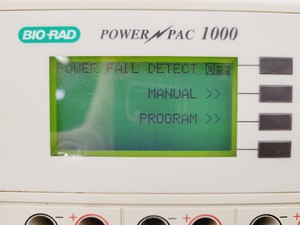 BIO-RAD POWER PAC 1000
POWER FAIL DETECT OFF
MANUAL >>
PROGRAM >>
- + - + - + - +